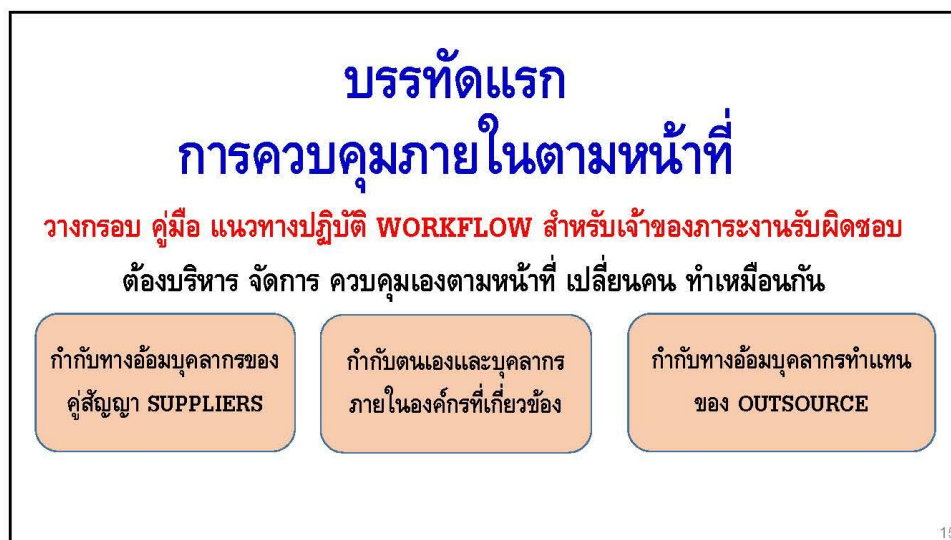 บรรทัดแรก
การควบคุมภายในตามหน้าที่
วางกรอบ คู่มือ แนวทางปฏิบัติ WORKFLOW สำหรับเจ้าของภาระงานรับผิดชอบ
ต้องบริหาร จัดการ ควบคุมเองตามหน้าที่ เปลี่ยนคน ทำเหมือนกัน
กำกับทางอ้อมบุคลากรของ
คู่สัญญา SUPPLIERS
กำกับตนเองและบุคลากร
ภายในองค์กรที่เกี่ยวข้อง
กำกับทางอ้อมบุคลากรทำแทน
ของ OUTSOURCE
15